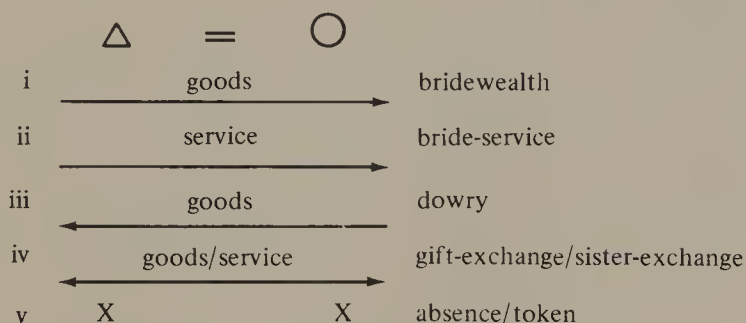 i goods bridewealth
ii service bride-service
iii goods dowry
iv goods/service gift-exchange/sister-exchange
v X X absence/token